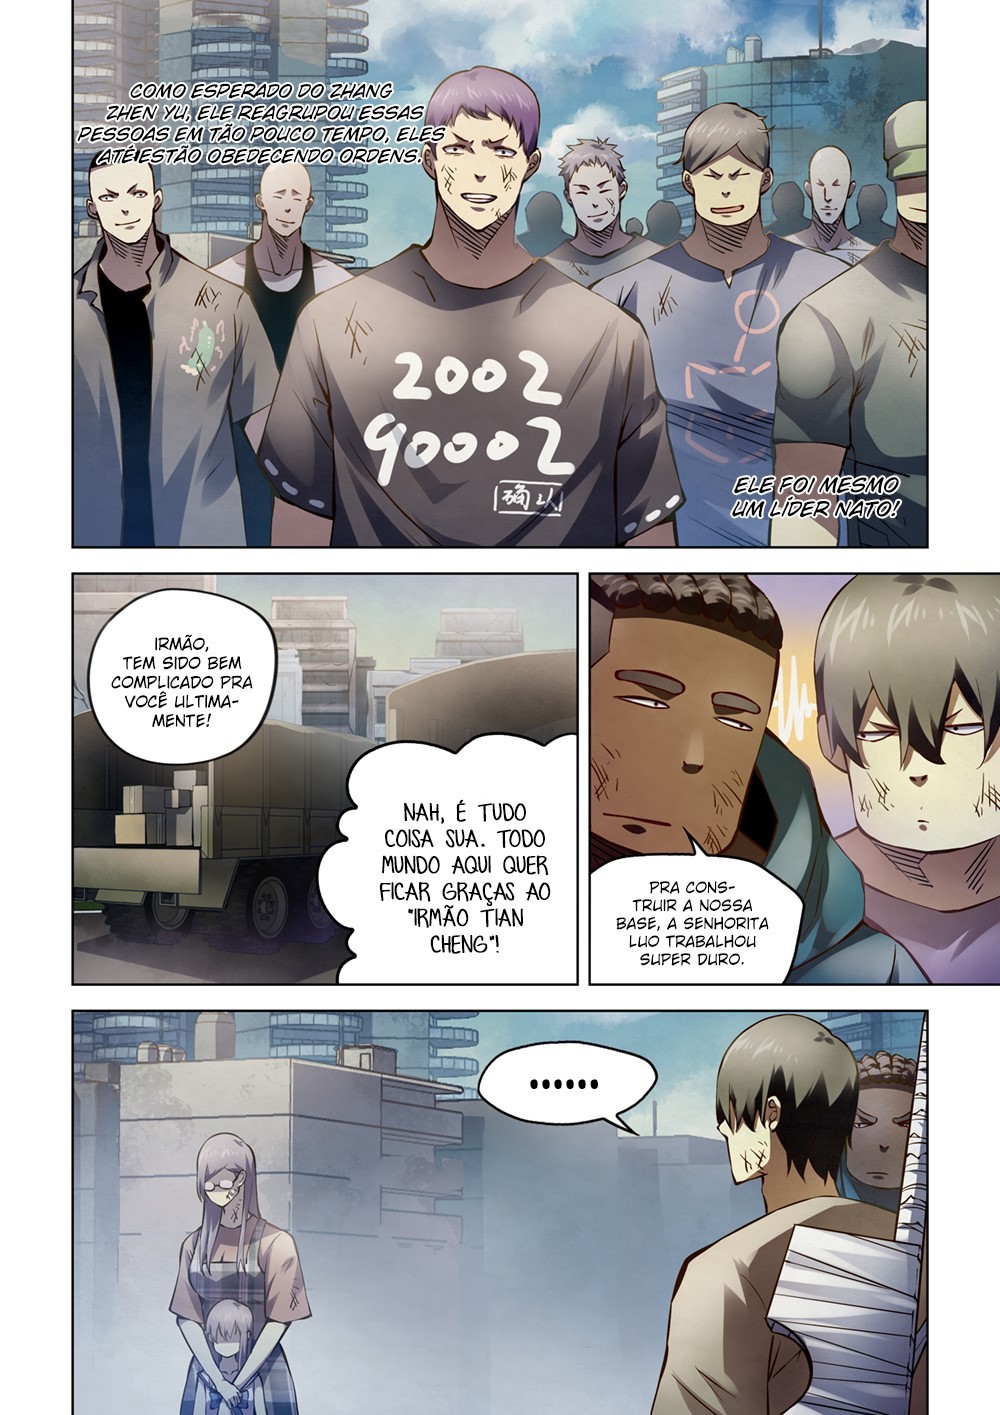 COMO ESPERADO DO ZHANG
ZHEN YU, ELE REAGRUPOU ESSAS
PESSOAS EM TÃO POUCO TEMPO, ELES
ATÉ ESTÃO OBEDECENDO ORDENS.
2002
90002
确认
ELE FOI MESMO
UM LÍDER NATO!
IRMÃO,
TEM SIDO BEM
COMPLICADO PRA
VOCÊ ULTIMA-
MENTE!
NAH, É TUDO
COISA SUA. TODO
MUNDO AQUI QUER
FICAR GRAÇAS AO
"IRMÃO TIAN
CHENG"!
PRA CONS-
TRUIR A NOSSA
BASE, A SENHORITA
LUO TRABALHOU
SUPER DURO.
......